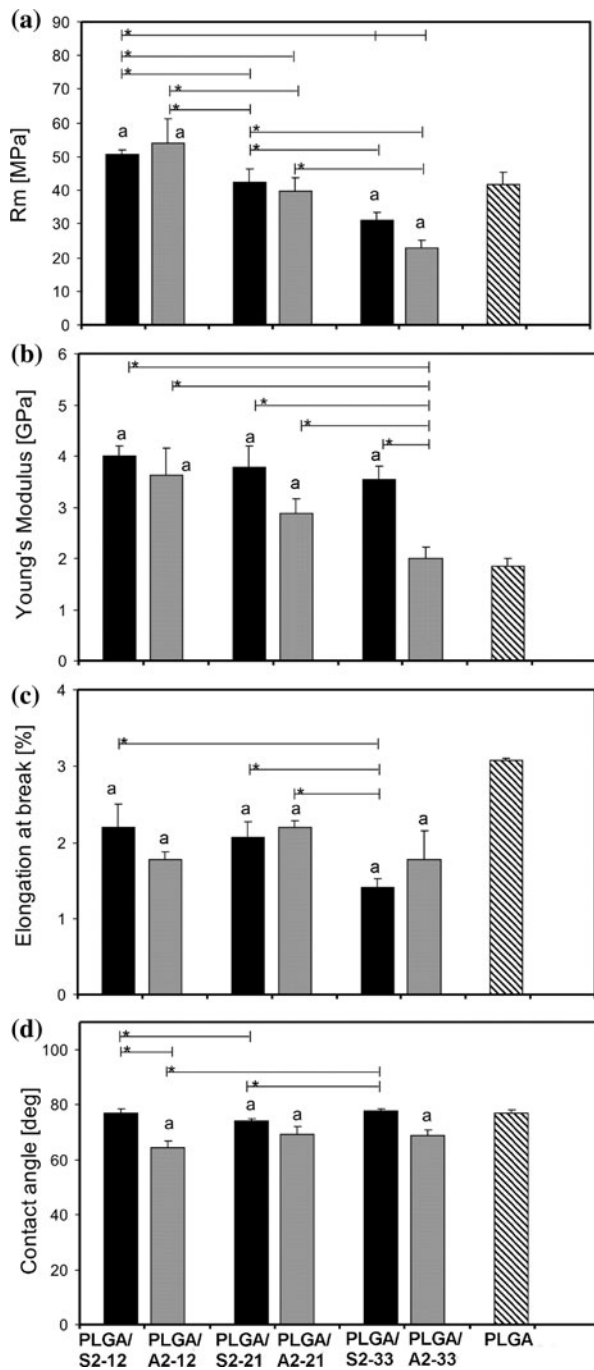 (a)
90
80
70
60
50
40
30
20
10
0
Rm [MPa]
* 
*
*
*
*
*
*
*
a
a
a
a
(b)
6
5
4
3
2
1
0
Young's Modulus [GPa]
*
*
*
*
*
a
a
a
a
a
(c)
4
3
2
1
0
Elongation at break [%]
*
*
*
a
a
a
a
a
a
(d)
100
80
60
40
20
0
Contact angle [deg]
*
*
*
*
a
a
a
a
PLGA/ PLGA/ PLGA/ PLGA/ PLGA/ PLGA/ PLGA
S2-12 A2-12 S2-21 A2-21 S2-33 A2-33